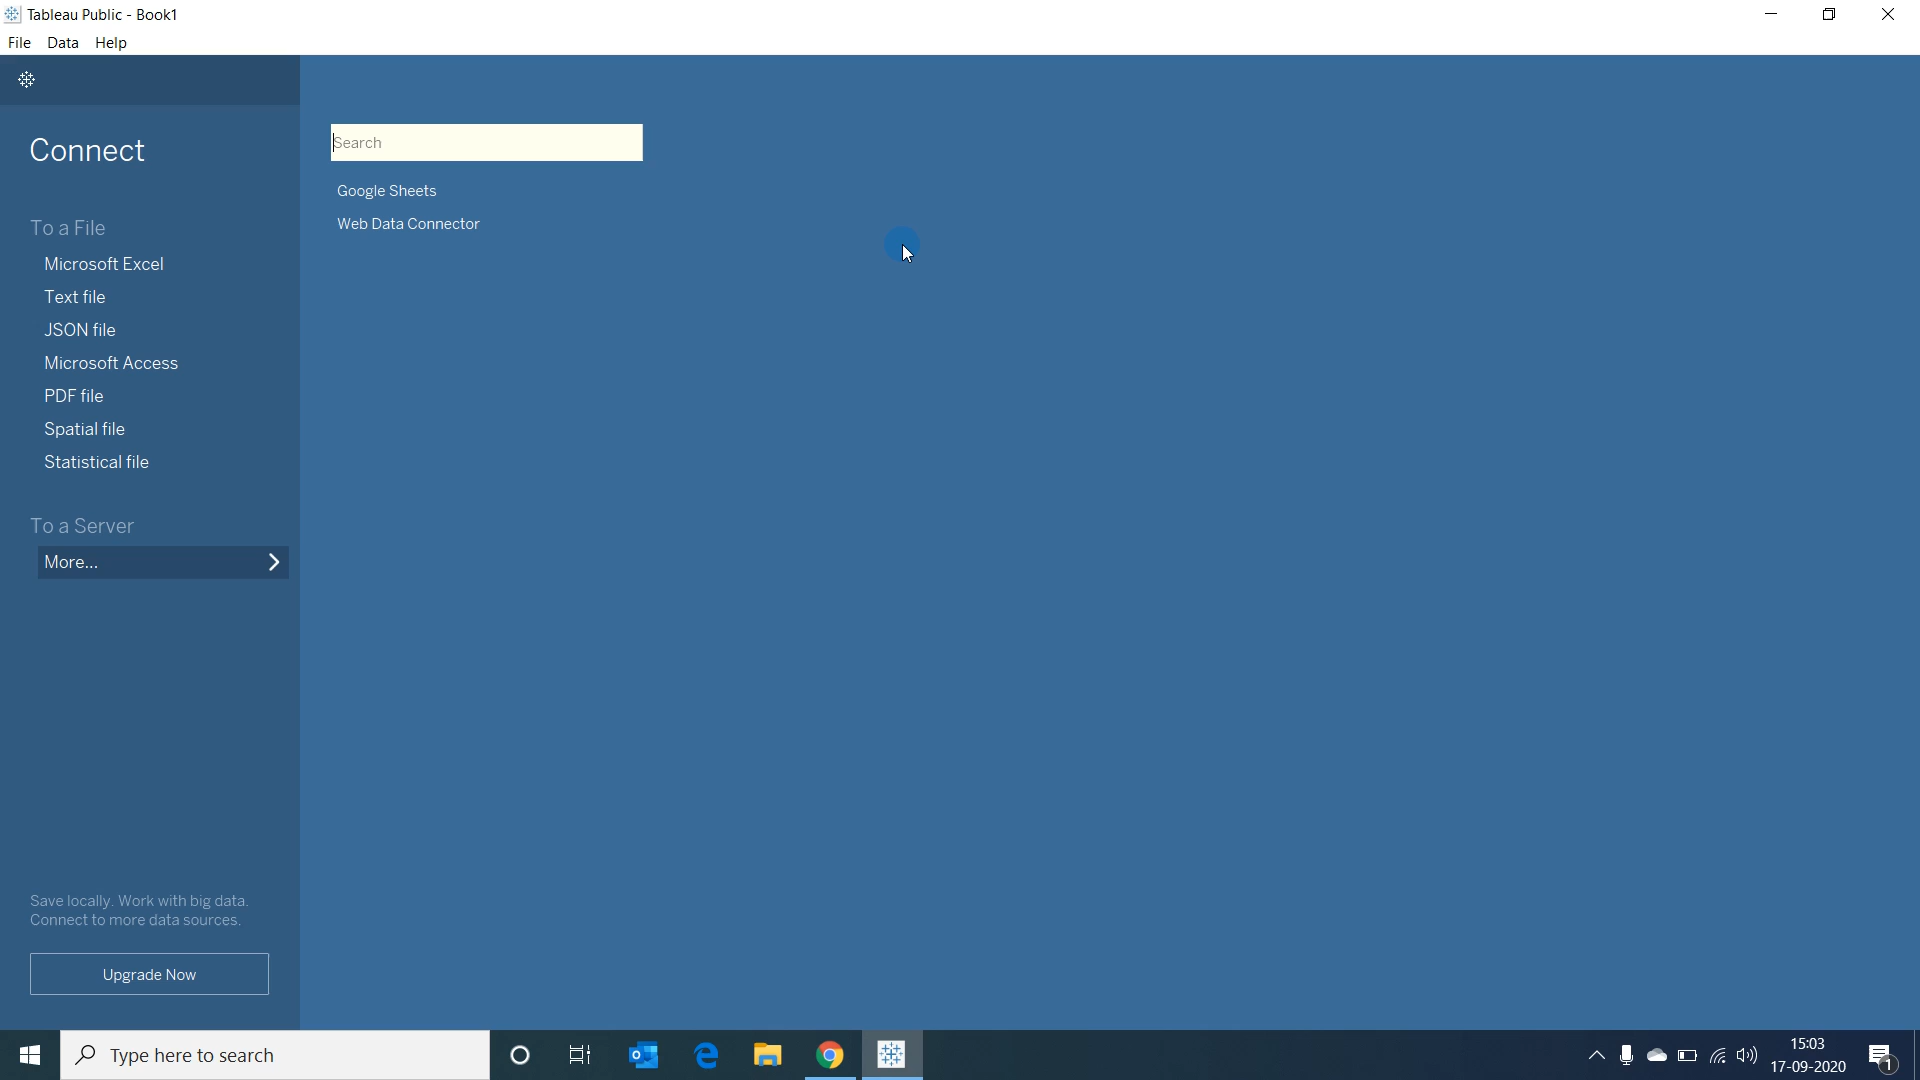 Tableau Public - Book1
File Data Help
Connect
Search
Google Sheets
Web Data Connector
To a File
Microsoft Excel
Text file
JSON file
Microsoft Access
PDF file
Spatial file
Statistical file
To a Server
More...
Save locally. Work with big data.
Connect to more data sources.
Upgrade Now
Type here to search
15:03
17-09-2020
1